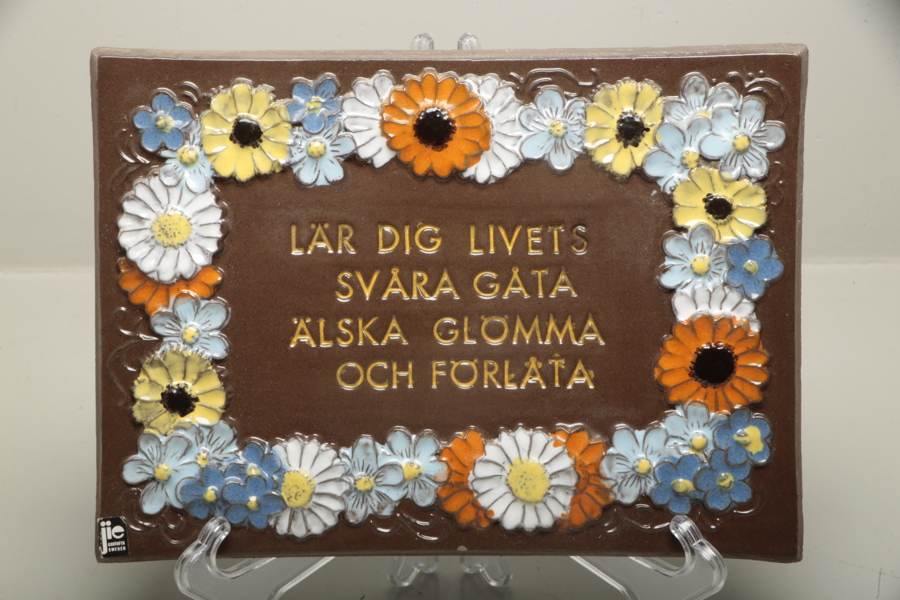 LÄR DIG LIVETS
SVÅRA GÅTA
ÄLSKA GLÖMMA
OCH FÖRLÅTA
jie
GANTOFTA
SWEDEN